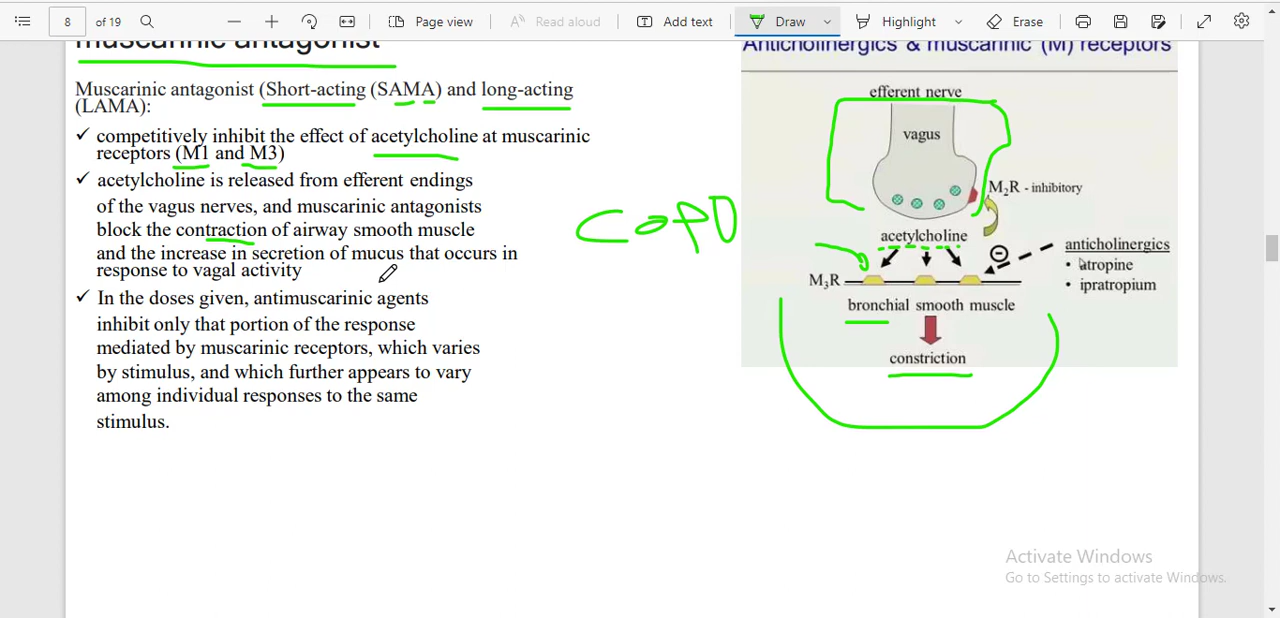 8 of 19
Page view
Read aloud
Add text
Draw
Highlight
Erase
muscarinic antagonist
Anticholinergics & muscarinic (M) receptors
Muscarinic antagonist (Short-acting (SAMA) and long-acting
(LAMA):
✓ competitively inhibit the effect of acetylcholine at muscarinic
receptors (M1 and M3)
✓ acetylcholine is released from efferent endings
of the vagus nerves, and muscarinic antagonists
block the contraction of airway smooth muscle
and the increase in secretion of mucus that occurs in
response to vagal activity
✓ In the doses given, antimuscarinic agents
inhibit only that portion of the response
mediated by muscarinic receptors, which varies
by stimulus, and which further appears to vary
among individual responses to the same
stimulus.
COPD
efferent nerve
vagus
M₂R - inhibitory
acetylcholine
anticholinergics
• atropine
• ipratropium
M₃R
bronchial smooth muscle
constriction
Activate Windows
Go to Settings to activate Windows.